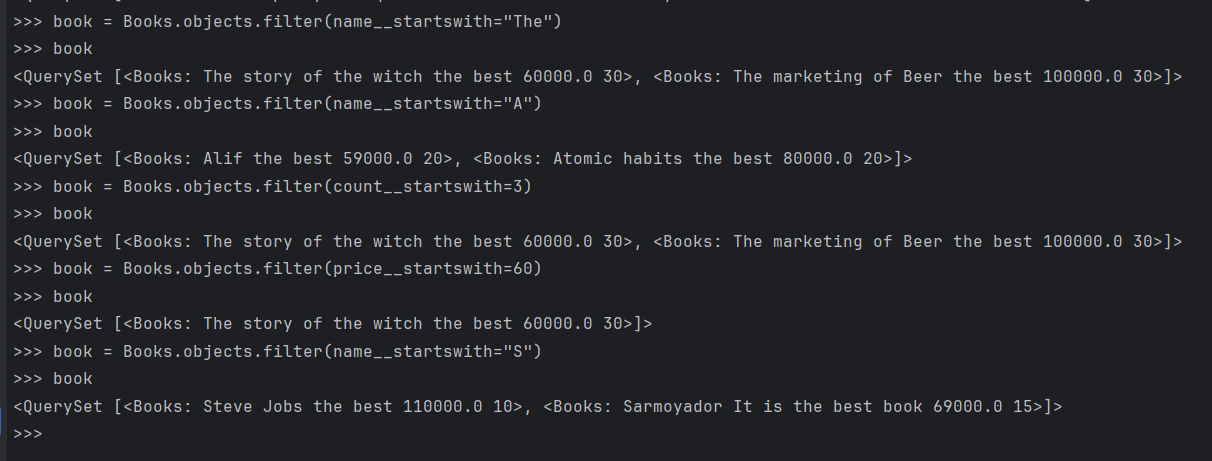 >>> book = Books.objects.filter(name__startswith="The")
>>> book
<QuerySet [<Books: The story of the witch the best 60000.0 30>, <Books: The marketing of Beer the best 100000.0 30>]>
>>> book = Books.objects.filter(name__startswith="A")
>>> book
<QuerySet [<Books: Alif the best 59000.0 20>, <Books: Atomic habits the best 80000.0 20>]>
>>> book = Books.objects.filter(count__startswith=3)
>>> book
<QuerySet [<Books: The story of the witch the best 60000.0 30>, <Books: The marketing of Beer the best 100000.0 30>]>
>>> book = Books.objects.filter(price__startswith=60)
>>> book
<QuerySet [<Books: The story of the witch the best 60000.0 30>]>
>>> book = Books.objects.filter(name__startswith="S")
>>> book
<QuerySet [<Books: Steve Jobs the best 110000.0 10>, <Books: Sarmoyador It is the best book 69000.0 15>]>
>>>